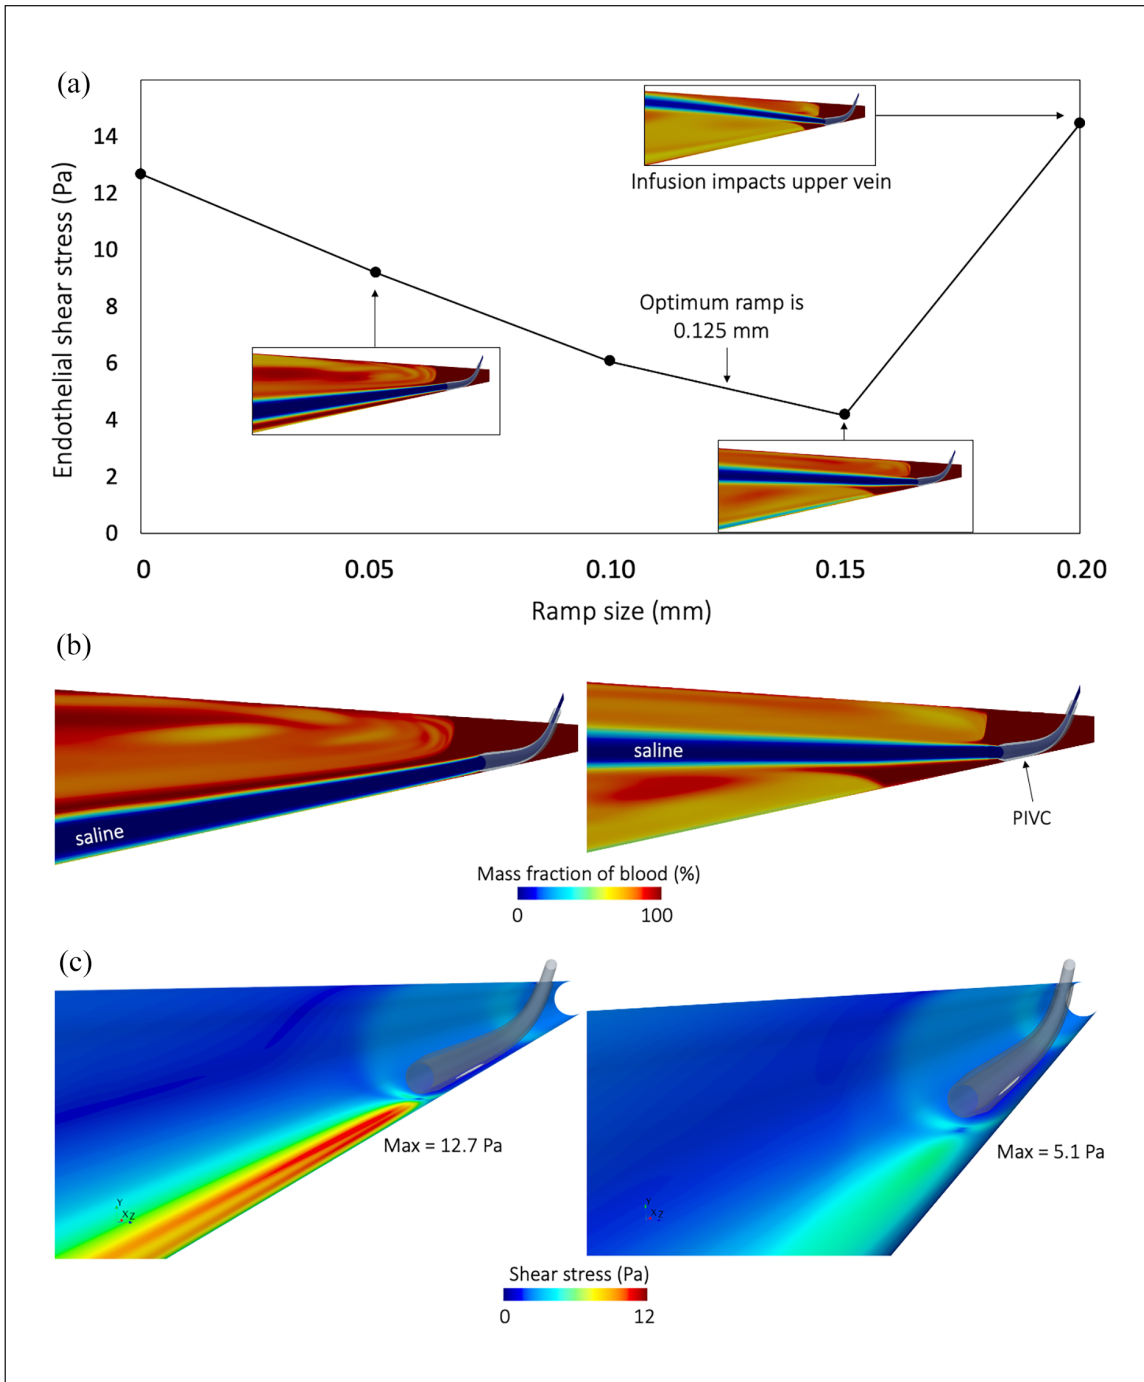 (a)
Endothelial shear stress (Pa)
14
12
10
8
6
4
2
0
Infusion impacts upper vein
Optimum ramp is
0.125 mm
0
0.05
0.10
0.15
0.20
Ramp size (mm)
(b)
saline
saline
PIVC
Mass fraction of blood (%)
0
100
(c)
Max = 12.7 Pa
Max = 5.1 Pa
Y
X Z
Y
X Z
Shear stress (Pa)
0
12